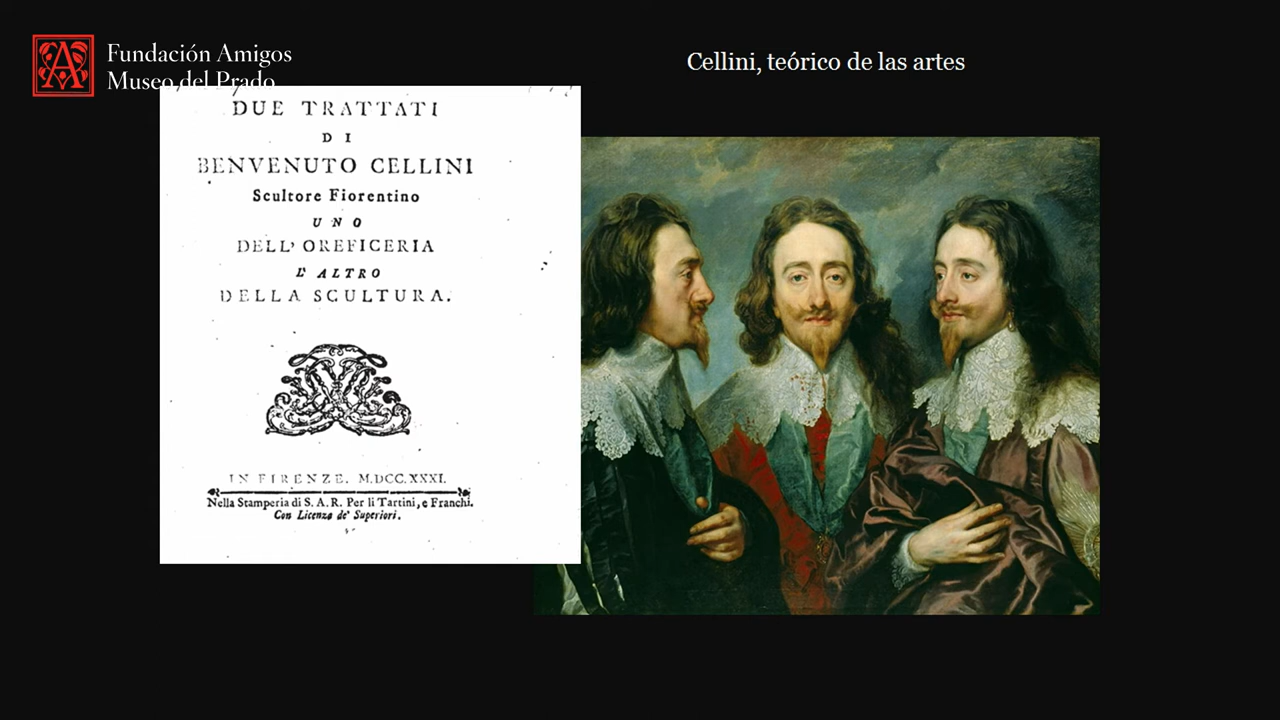 Fundación Amigos
Museo del Prado
Cellini, teórico de las artes
DUE TRATTATI
DI
BENVENUTO CELLINI
Scultore Fiorentino
UNO
DELL' OREFICERIA
L' ALTRO
DELLA SCULTURA.
IN FIRENZE. M.DCC.XXXI.
Nella Stamperia di S. A. R. Per li Tartini, e Franchi.
Con Licenza de' Superiori.